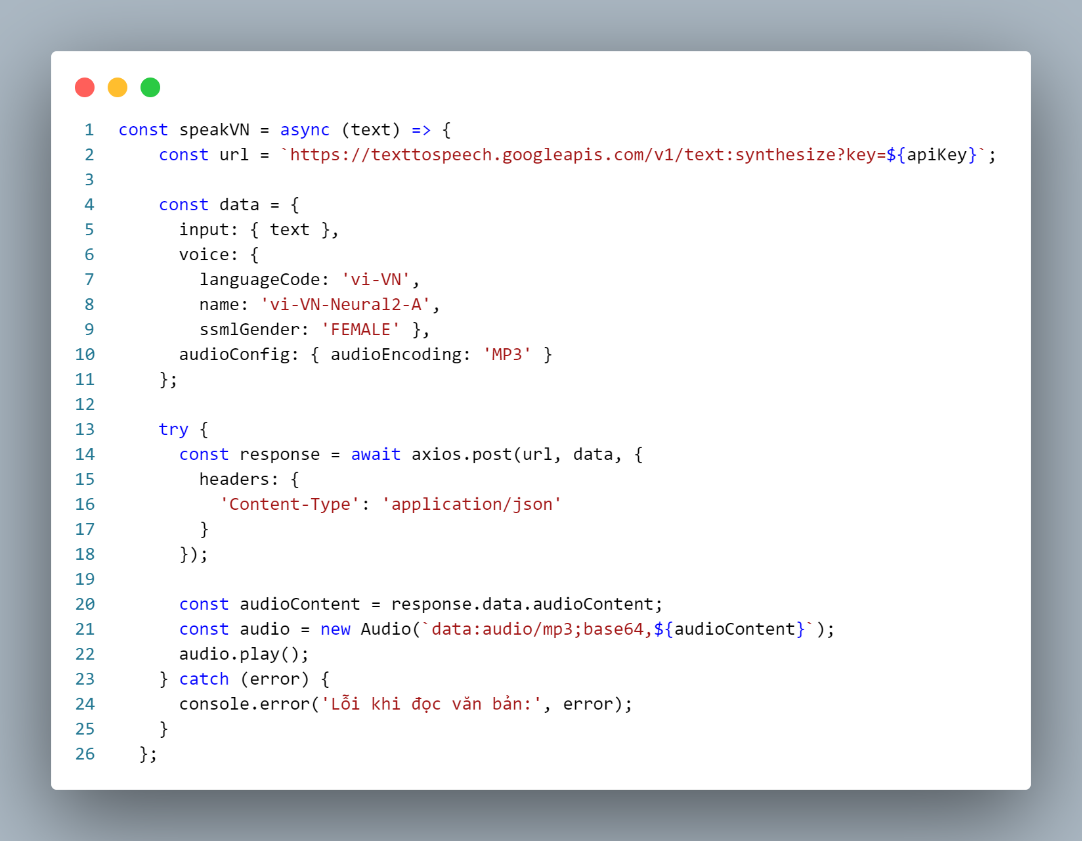 1 const speakVN = async (text) => {
2     const url = `https://texttospeech.googleapis.com/v1/text:synthesize?key=${apiKey}`;
3
4     const data = {
5       input: { text },
6       voice: {
7         languageCode: 'vi-VN',
8         name: 'vi-VN-Neural2-A',
9         ssmlGender: 'FEMALE' },
10       audioConfig: { audioEncoding: 'MP3' }
11     };
12
13     try {
14       const response = await axios.post(url, data, {
15         headers: {
16           'Content-Type': 'application/json'
17         }
18       });
19
20       const audioContent = response.data.audioContent;
21       const audio = new Audio(`data:audio/mp3;base64,${audioContent}`);
22       audio.play();
23     } catch (error) {
24       console.error('Lỗi khi đọc văn bản:', error);
25     }
26   };